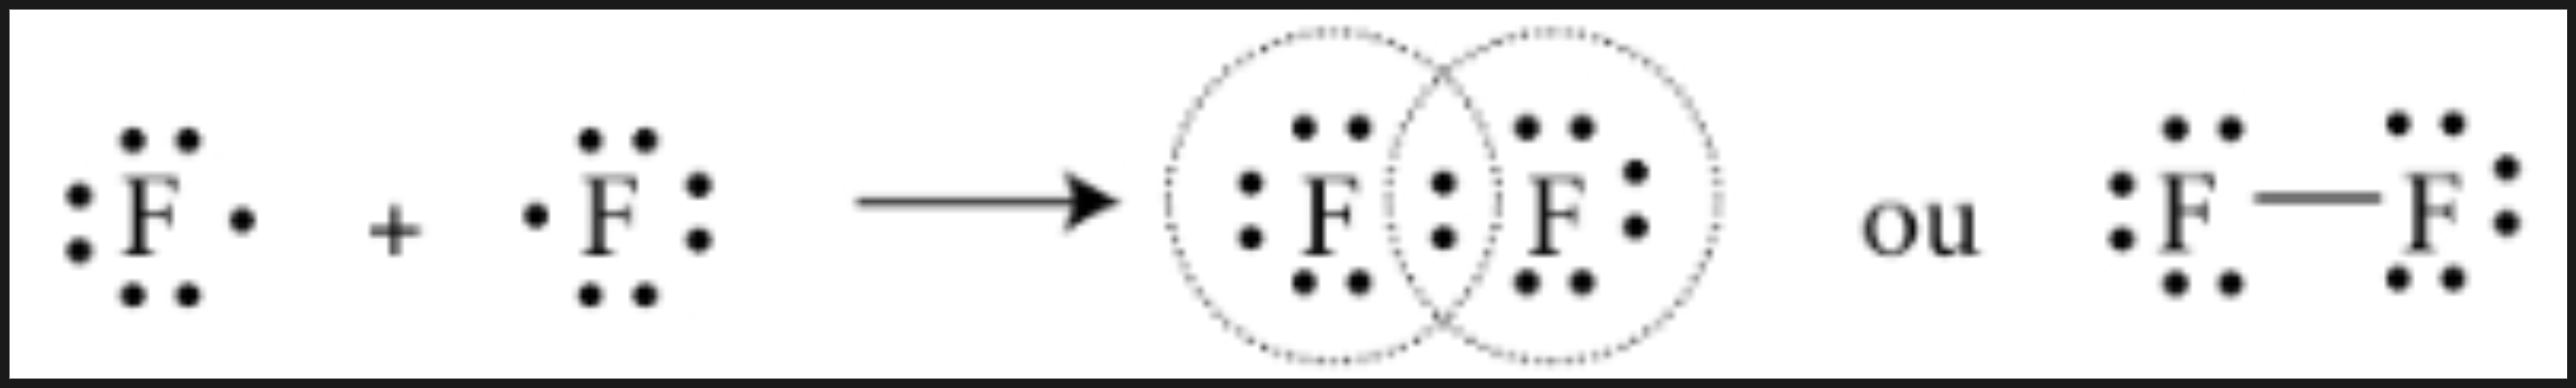 F + F → F F ou F — F